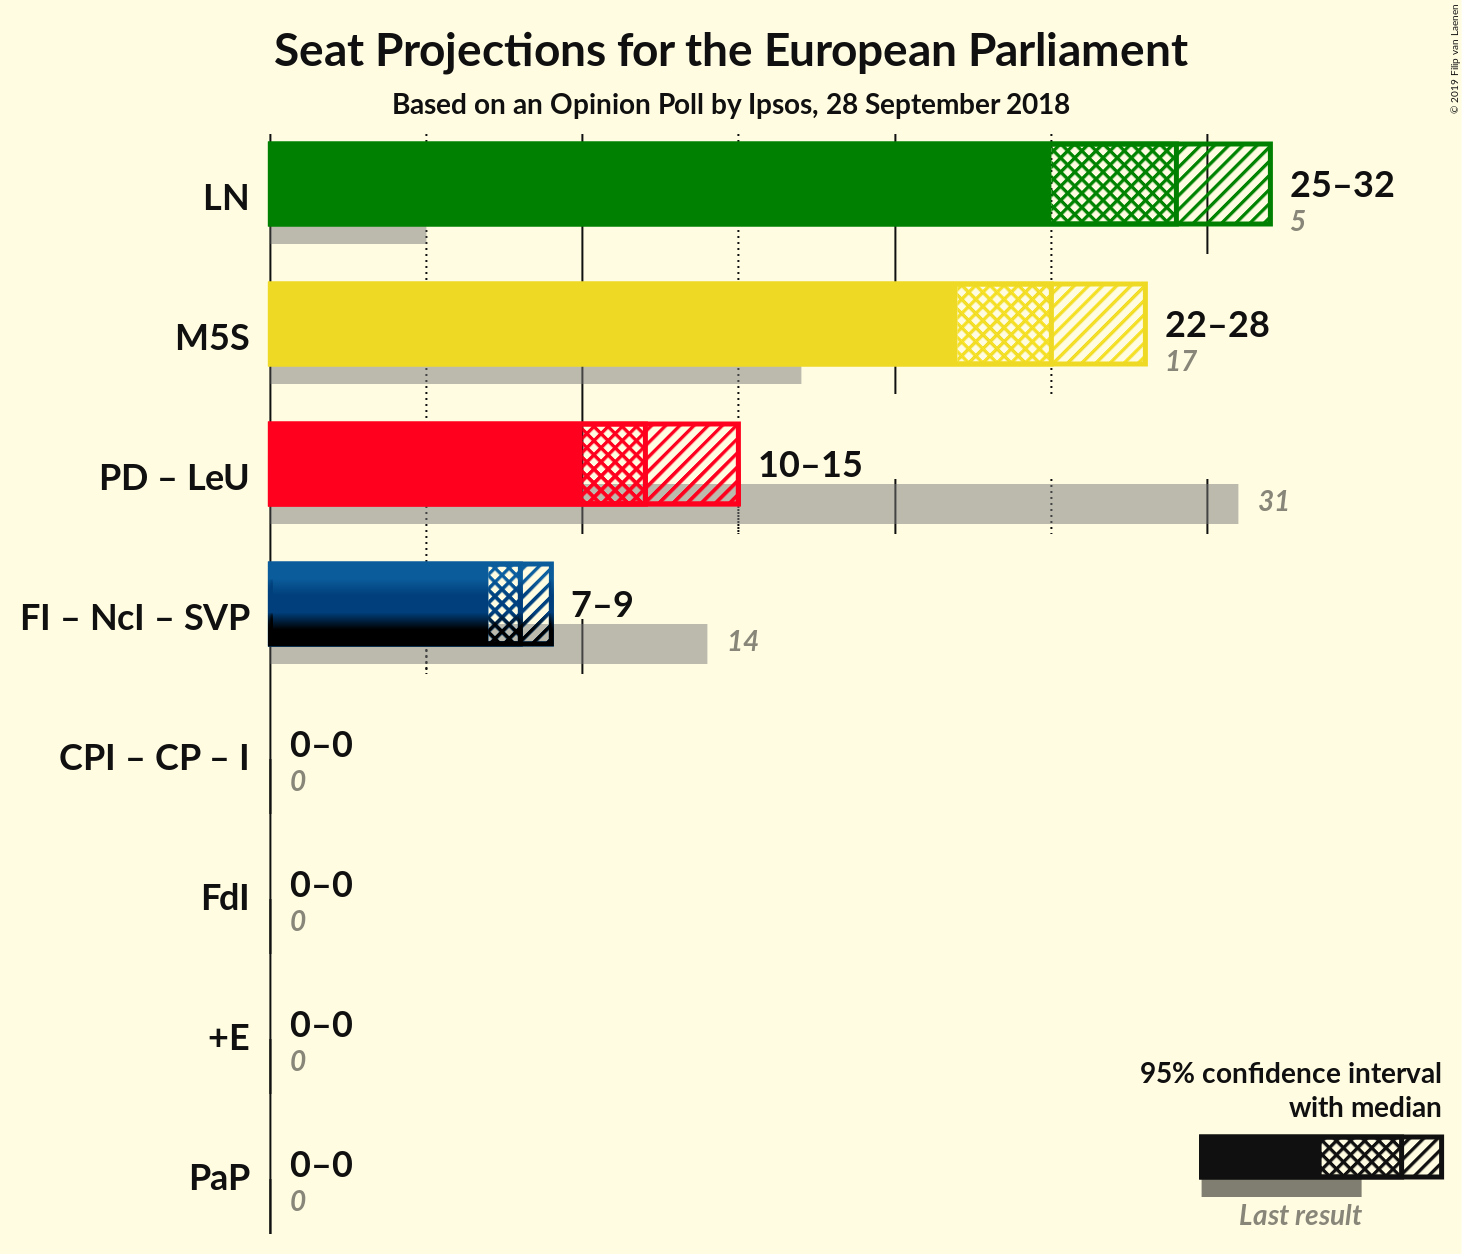 Seat Projections for the European Parliament
Based on an Opinion Poll by Ipsos, 28 September 2018
© 2019 Filip van Laenen
LN
25–32
5
M5S
22–28
17
PD – LeU
10–15
31
FI – NcI – SVP
7–9
14
CPI – CP – I
0–0
0
FdI
0–0
0
+E
0–0
0
PaP
0–0
0
95% confidence interval
with median
Last result